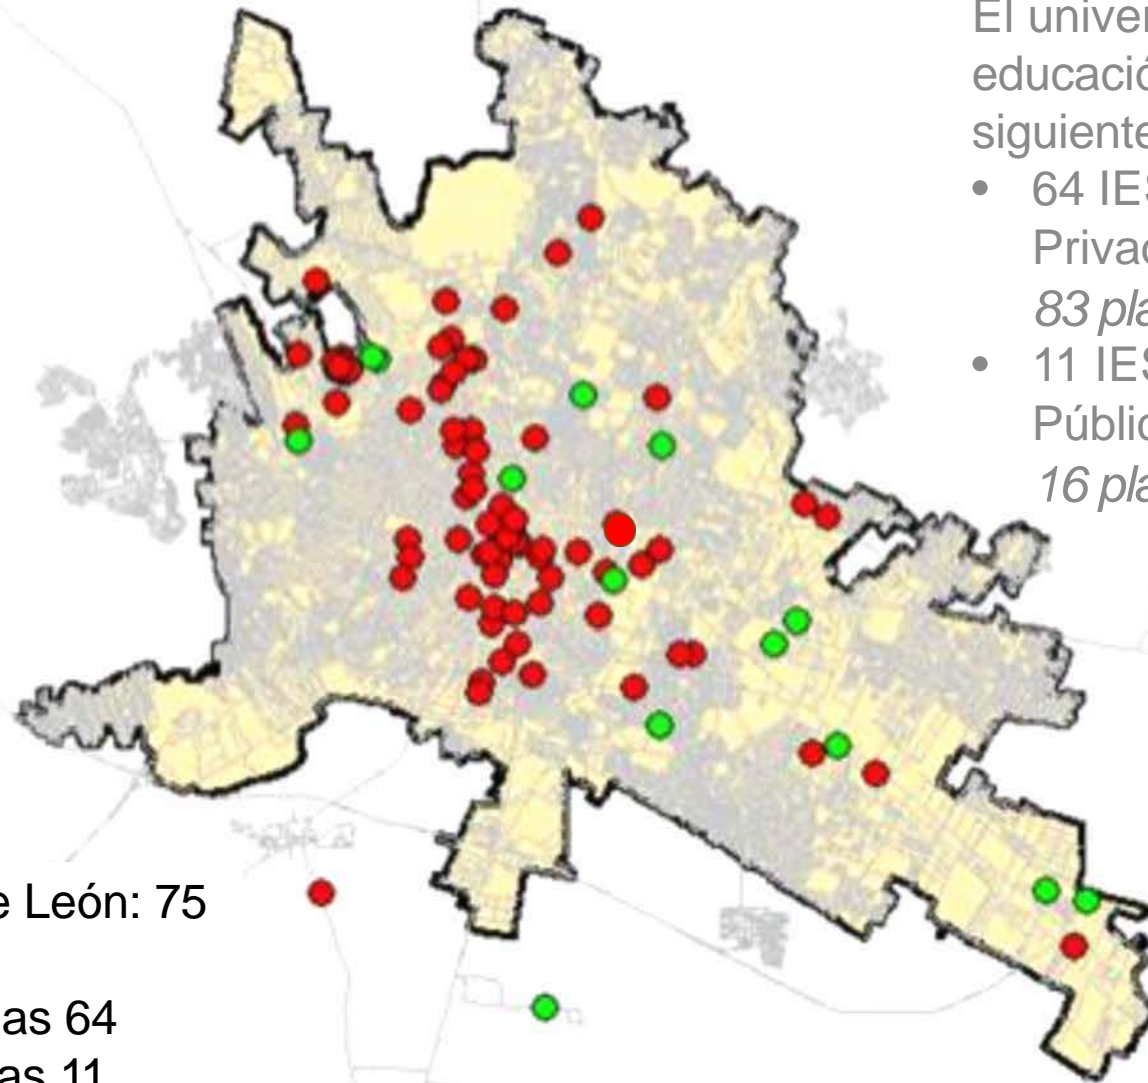 El univer
educació
siguiente
• 64 IES
Privad
83 pla
• 11 IES
Públic
16 pla
e León: 75
as 64
as 11